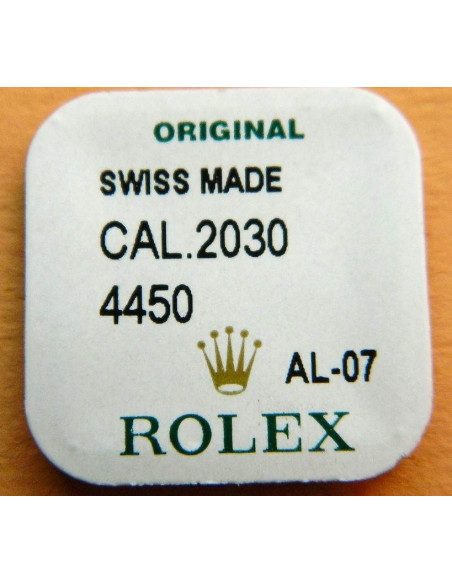 ORIGINAL
SWISS MADE
CAL.2030
4450
AL-07
ROLEX